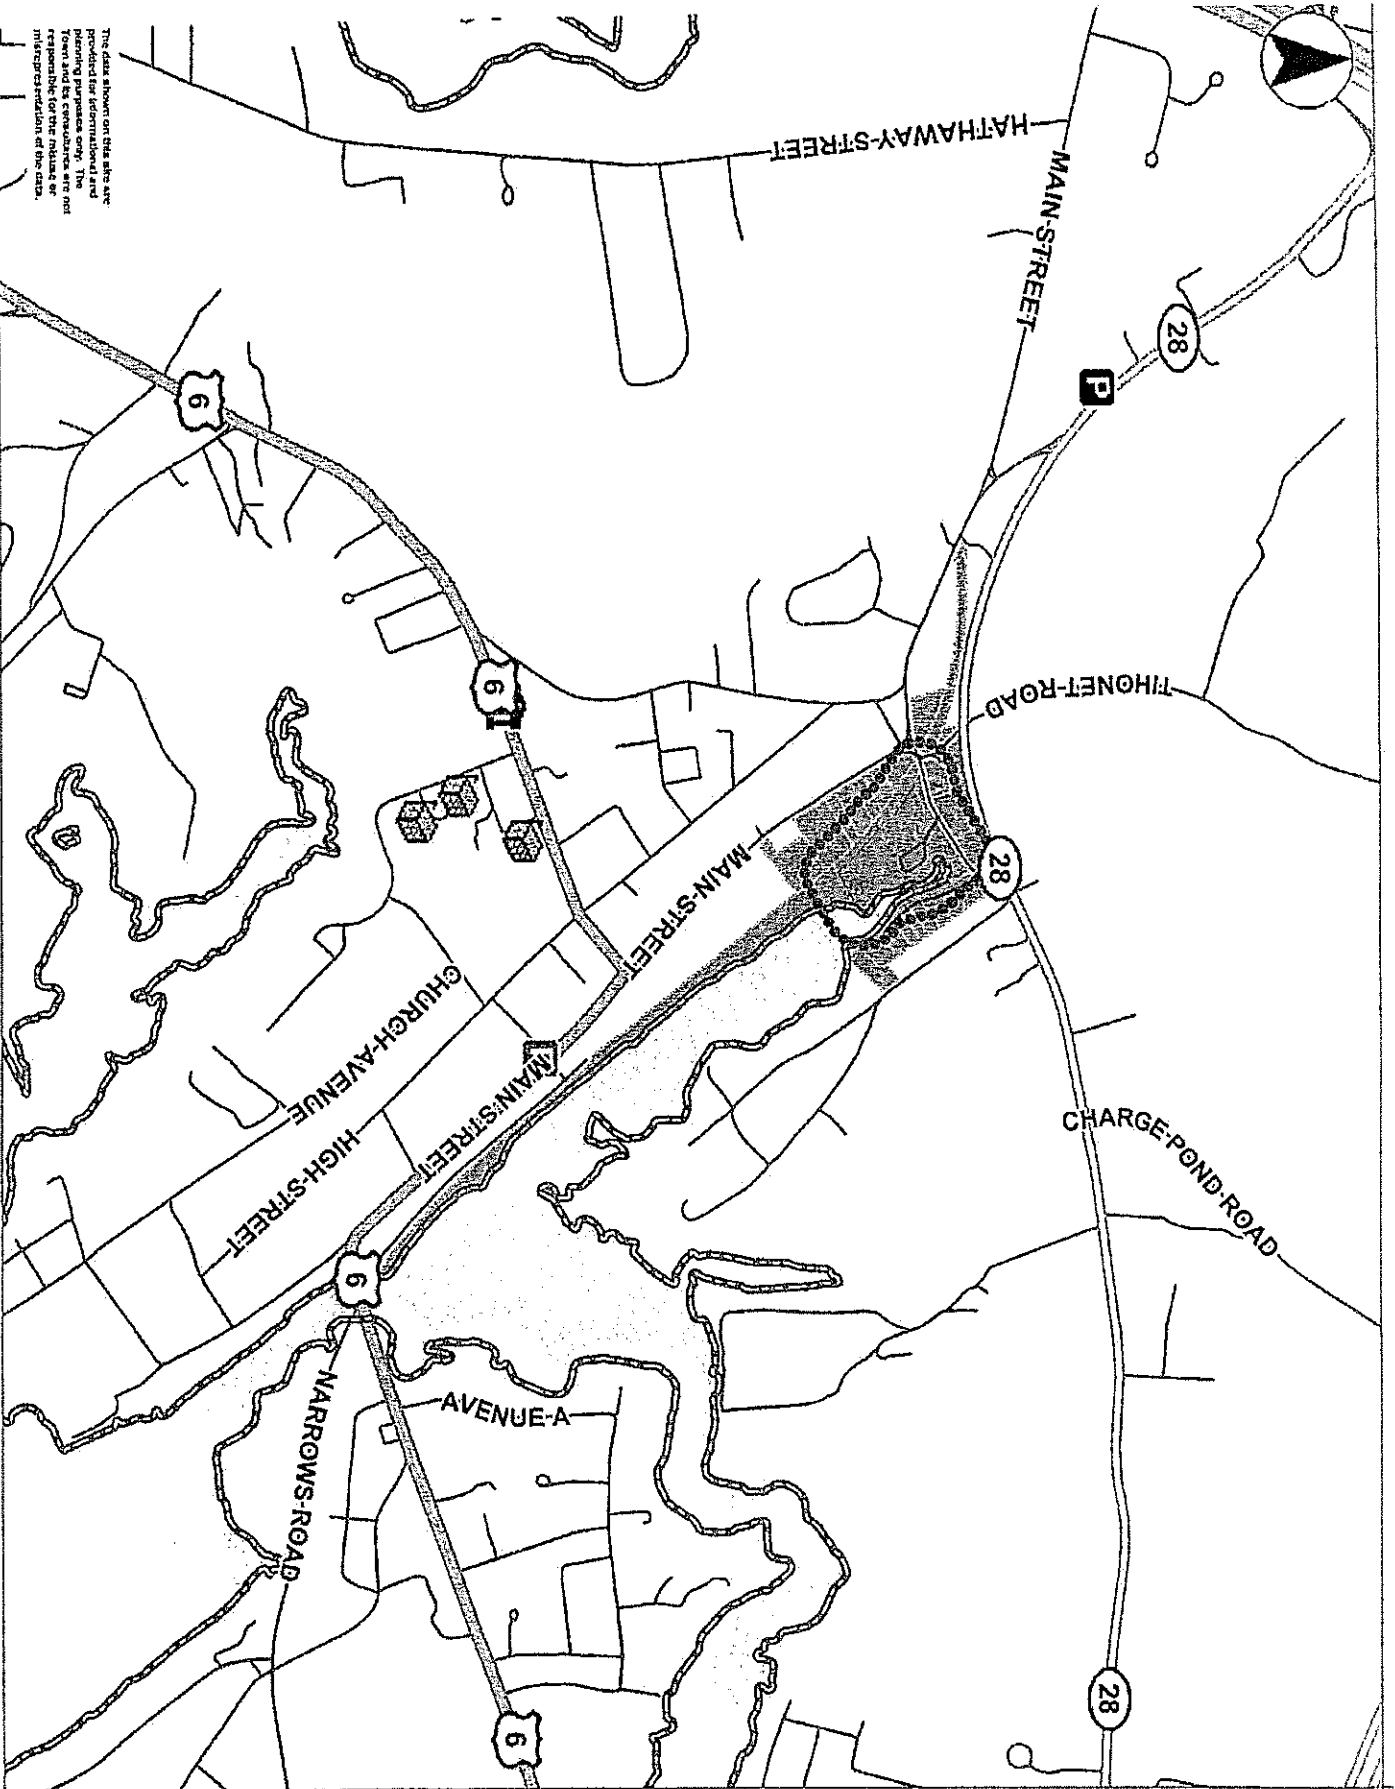 The data shown on this site are
provided for informational and
planning purposes only. The
Town and its consultants are not
responsible for the misuse or
misrepresentation of the data.
HATHAWAY-STREET
MAIN-STREET
28
P
6
TIHONET-ROAD
6
28
MAIN-STREET
CHURCH-AVENUE
MAIN-STREET
HIGH-STREET
CHARGE-POND-ROAD
6
AVENUE-A
NARROWS-ROAD
28
6